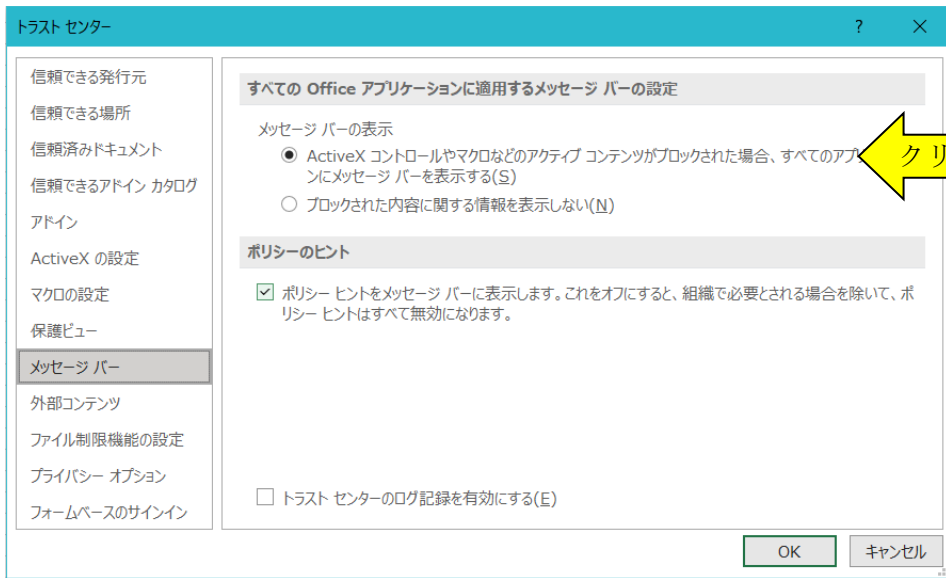 トラスト センター
?
信頼できる発行元
信頼できる場所
信頼済みドキュメント
信頼できるアドイン カタログ
アドイン
ActiveX の設定
マクロの設定
保護ビュー
メッセージ バー
外部コンテンツ
ファイル制限機能の設定
プライバシー オプション
フォームベースのサインイン
すべての Office アプリケーションに適用するメッセージ バーの設定
メッセージ バーの表示
ActiveX コントロールやマクロなどのアクティブ コンテンツがブロックされた場合、すべてのアプ
ンにメッセージ バーを表示する(S)
クリ
ブロックされた内容に関する情報を表示しない(N)
ポリシーのヒント
ポリシー ヒントをメッセージ バーに表示します。これをオフにすると、組織で必要とされる場合を除いて、ポ
リシー ヒントはすべて無効になります。
トラスト センターのログ記録を有効にする(E)
OK
キャンセル